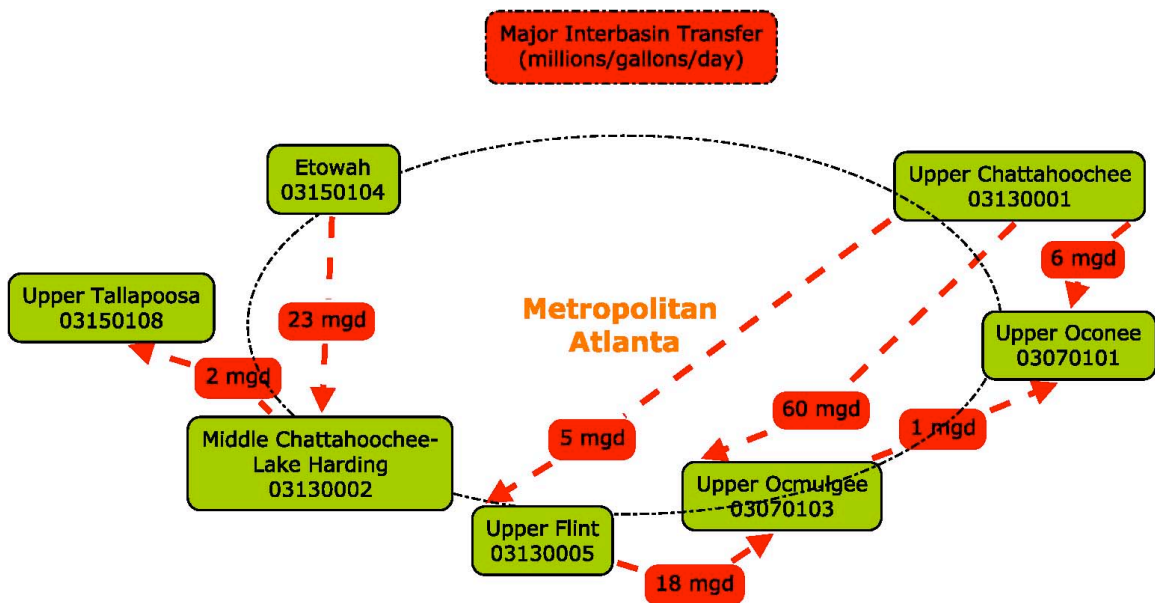 Major Interbasin Transfer
(millions/gallons/day)
Etowah
03150104
Upper Chattahoochee
03130001
6 mgd
Upper Tallapoosa
03150108
23 mgd
Metropolitan
Atlanta
Upper Oconee
03070101
2 mgd
60 mgd
5 mgd
1 mgd
Middle Chattahoochee-
Lake Harding
03130002
Upper Ocmulgee
03070103
Upper Flint
03130005
18 mgd